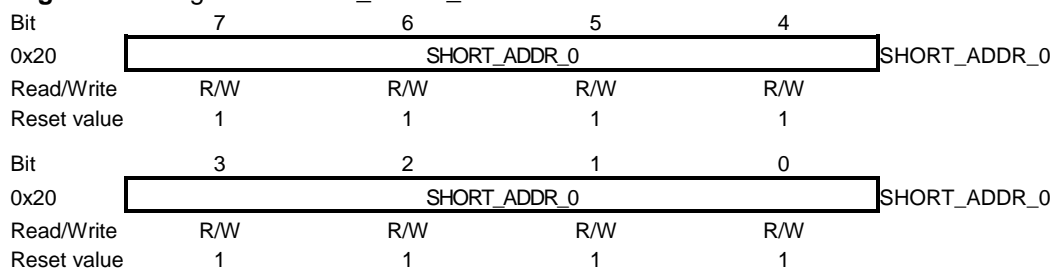 Bit 7 6 5 4
0x20 SHORT_ADDR_0 SHORT_ADDR_0
Read/Write R/W R/W R/W R/W
Reset value 1 1 1 1
Bit 3 2 1 0
0x20 SHORT_ADDR_0 SHORT_ADDR_0
Read/Write R/W R/W R/W R/W
Reset value 1 1 1 1